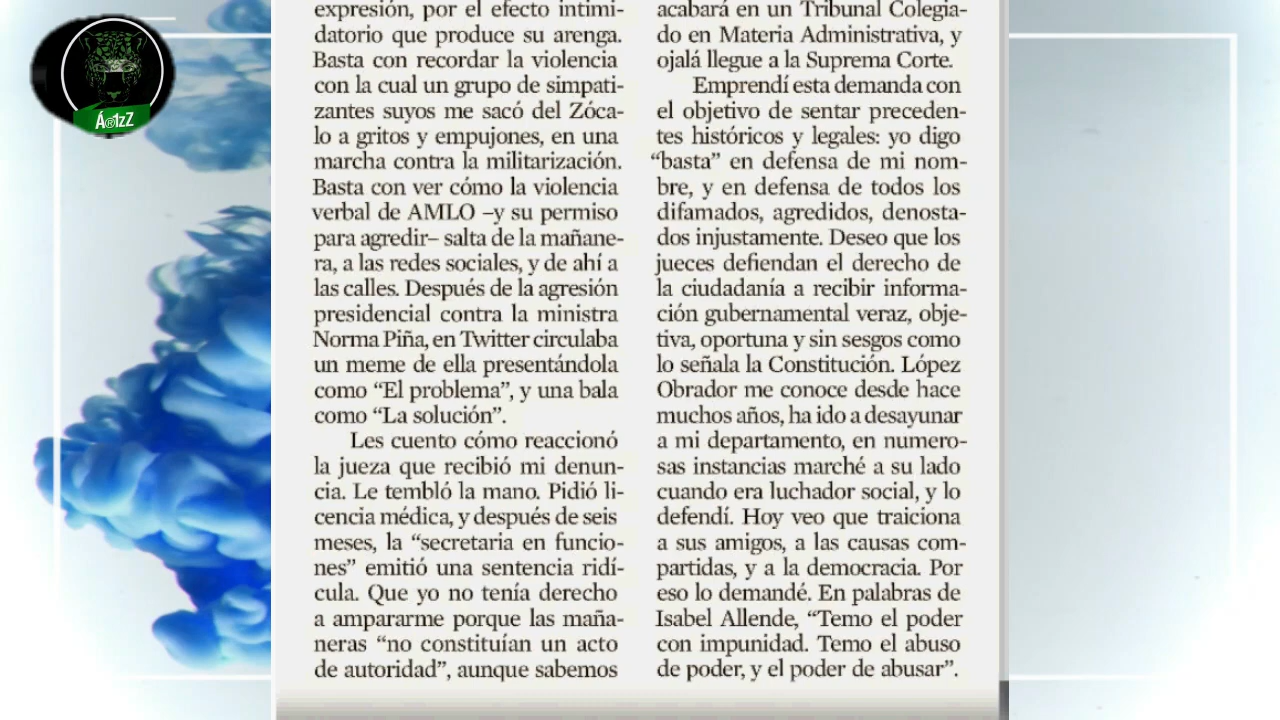 Á®1zZ
expresión, por el efecto intimi-
datorio que produce su arenga.
Basta con recordar la violencia
con la cual un grupo de simpati-
zantes suyos me sacó del Zóca-
lo a gritos y empujones, en una
marcha contra la militarización.
Basta con ver cómo la violencia
verbal de AMLO –y su permiso
para agredir– salta de la mañane-
ra, a las redes sociales, y de ahí a
las calles. Después de la agresión
presidencial contra la ministra
Norma Piña, en Twitter circulaba
un meme de ella presentándola
como “El problema”, y una bala
como “La solución”.
Les cuento cómo reaccionó
la jueza que recibió mi denun-
cia. Le tembló la mano. Pidió li-
cencia médica, y después de seis
meses, la “secretaria en funcio-
nes” emitió una sentencia ridí-
cula. Que yo no tenía derecho
a ampararme porque las maña-
neras “no constituían un acto
de autoridad”, aunque sabemos
acabará en un Tribunal Colegia-
do en Materia Administrativa, y
ojalá llegue a la Suprema Corte.
Emprendí esta demanda con
el objetivo de sentar preceden-
tes históricos y legales: yo digo
“basta” en defensa de mi nom-
bre, y en defensa de todos los
difamados, agredidos, denosta-
dos injustamente. Deseo que los
jueces defiendan el derecho de
la ciudadanía a recibir informa-
ción gubernamental veraz, obje-
tiva, oportuna y sin sesgos como
lo señala la Constitución. López
Obrador me conoce desde hace
muchos años, ha ido a desayunar
a mi departamento, en numero-
sas instancias marché a su lado
cuando era luchador social, y lo
defendí. Hoy veo que traiciona
a sus amigos, a las causas com-
partidas, y a la democracia. Por
eso lo demandé. En palabras de
Isabel Allende, “Temo el poder
con impunidad. Temo el abuso
de poder, y el poder de abusar”.